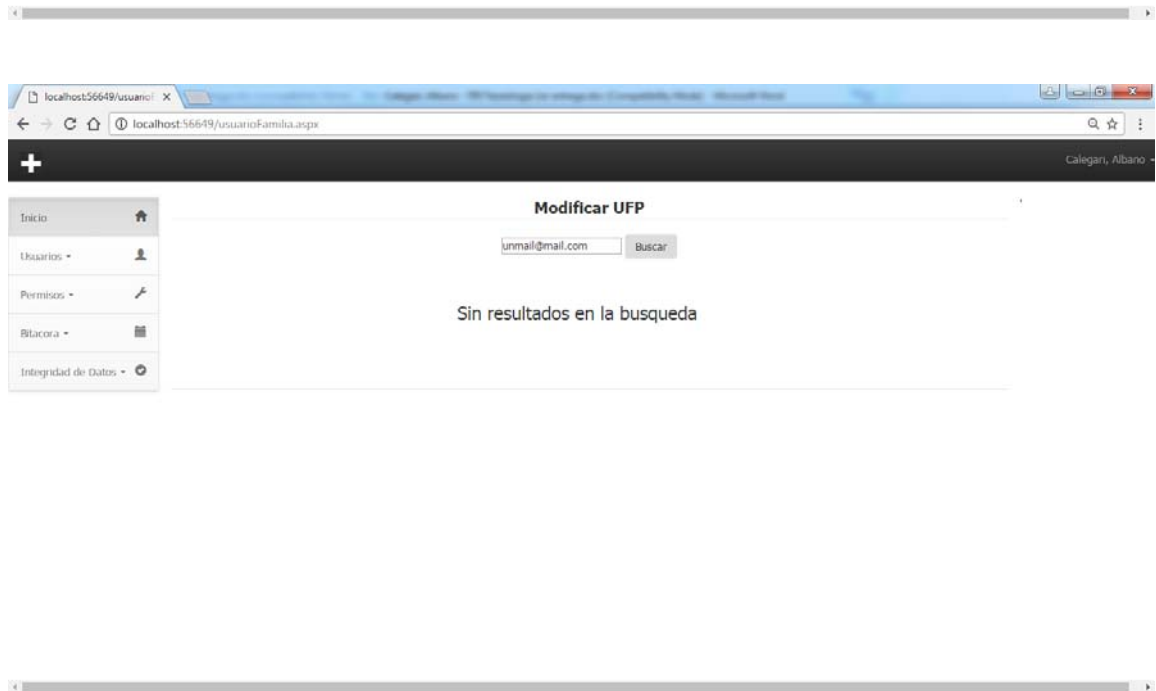 localhost:56649/usuario
localhost:56649/usuarioFamilia.aspx
Calegari, Albano
Modificar UFP
Inicio
unmail@mail.com Buscar
Usuarios
Permisos
Sin resultados en la busqueda
Bitacora
Integridad de Datos